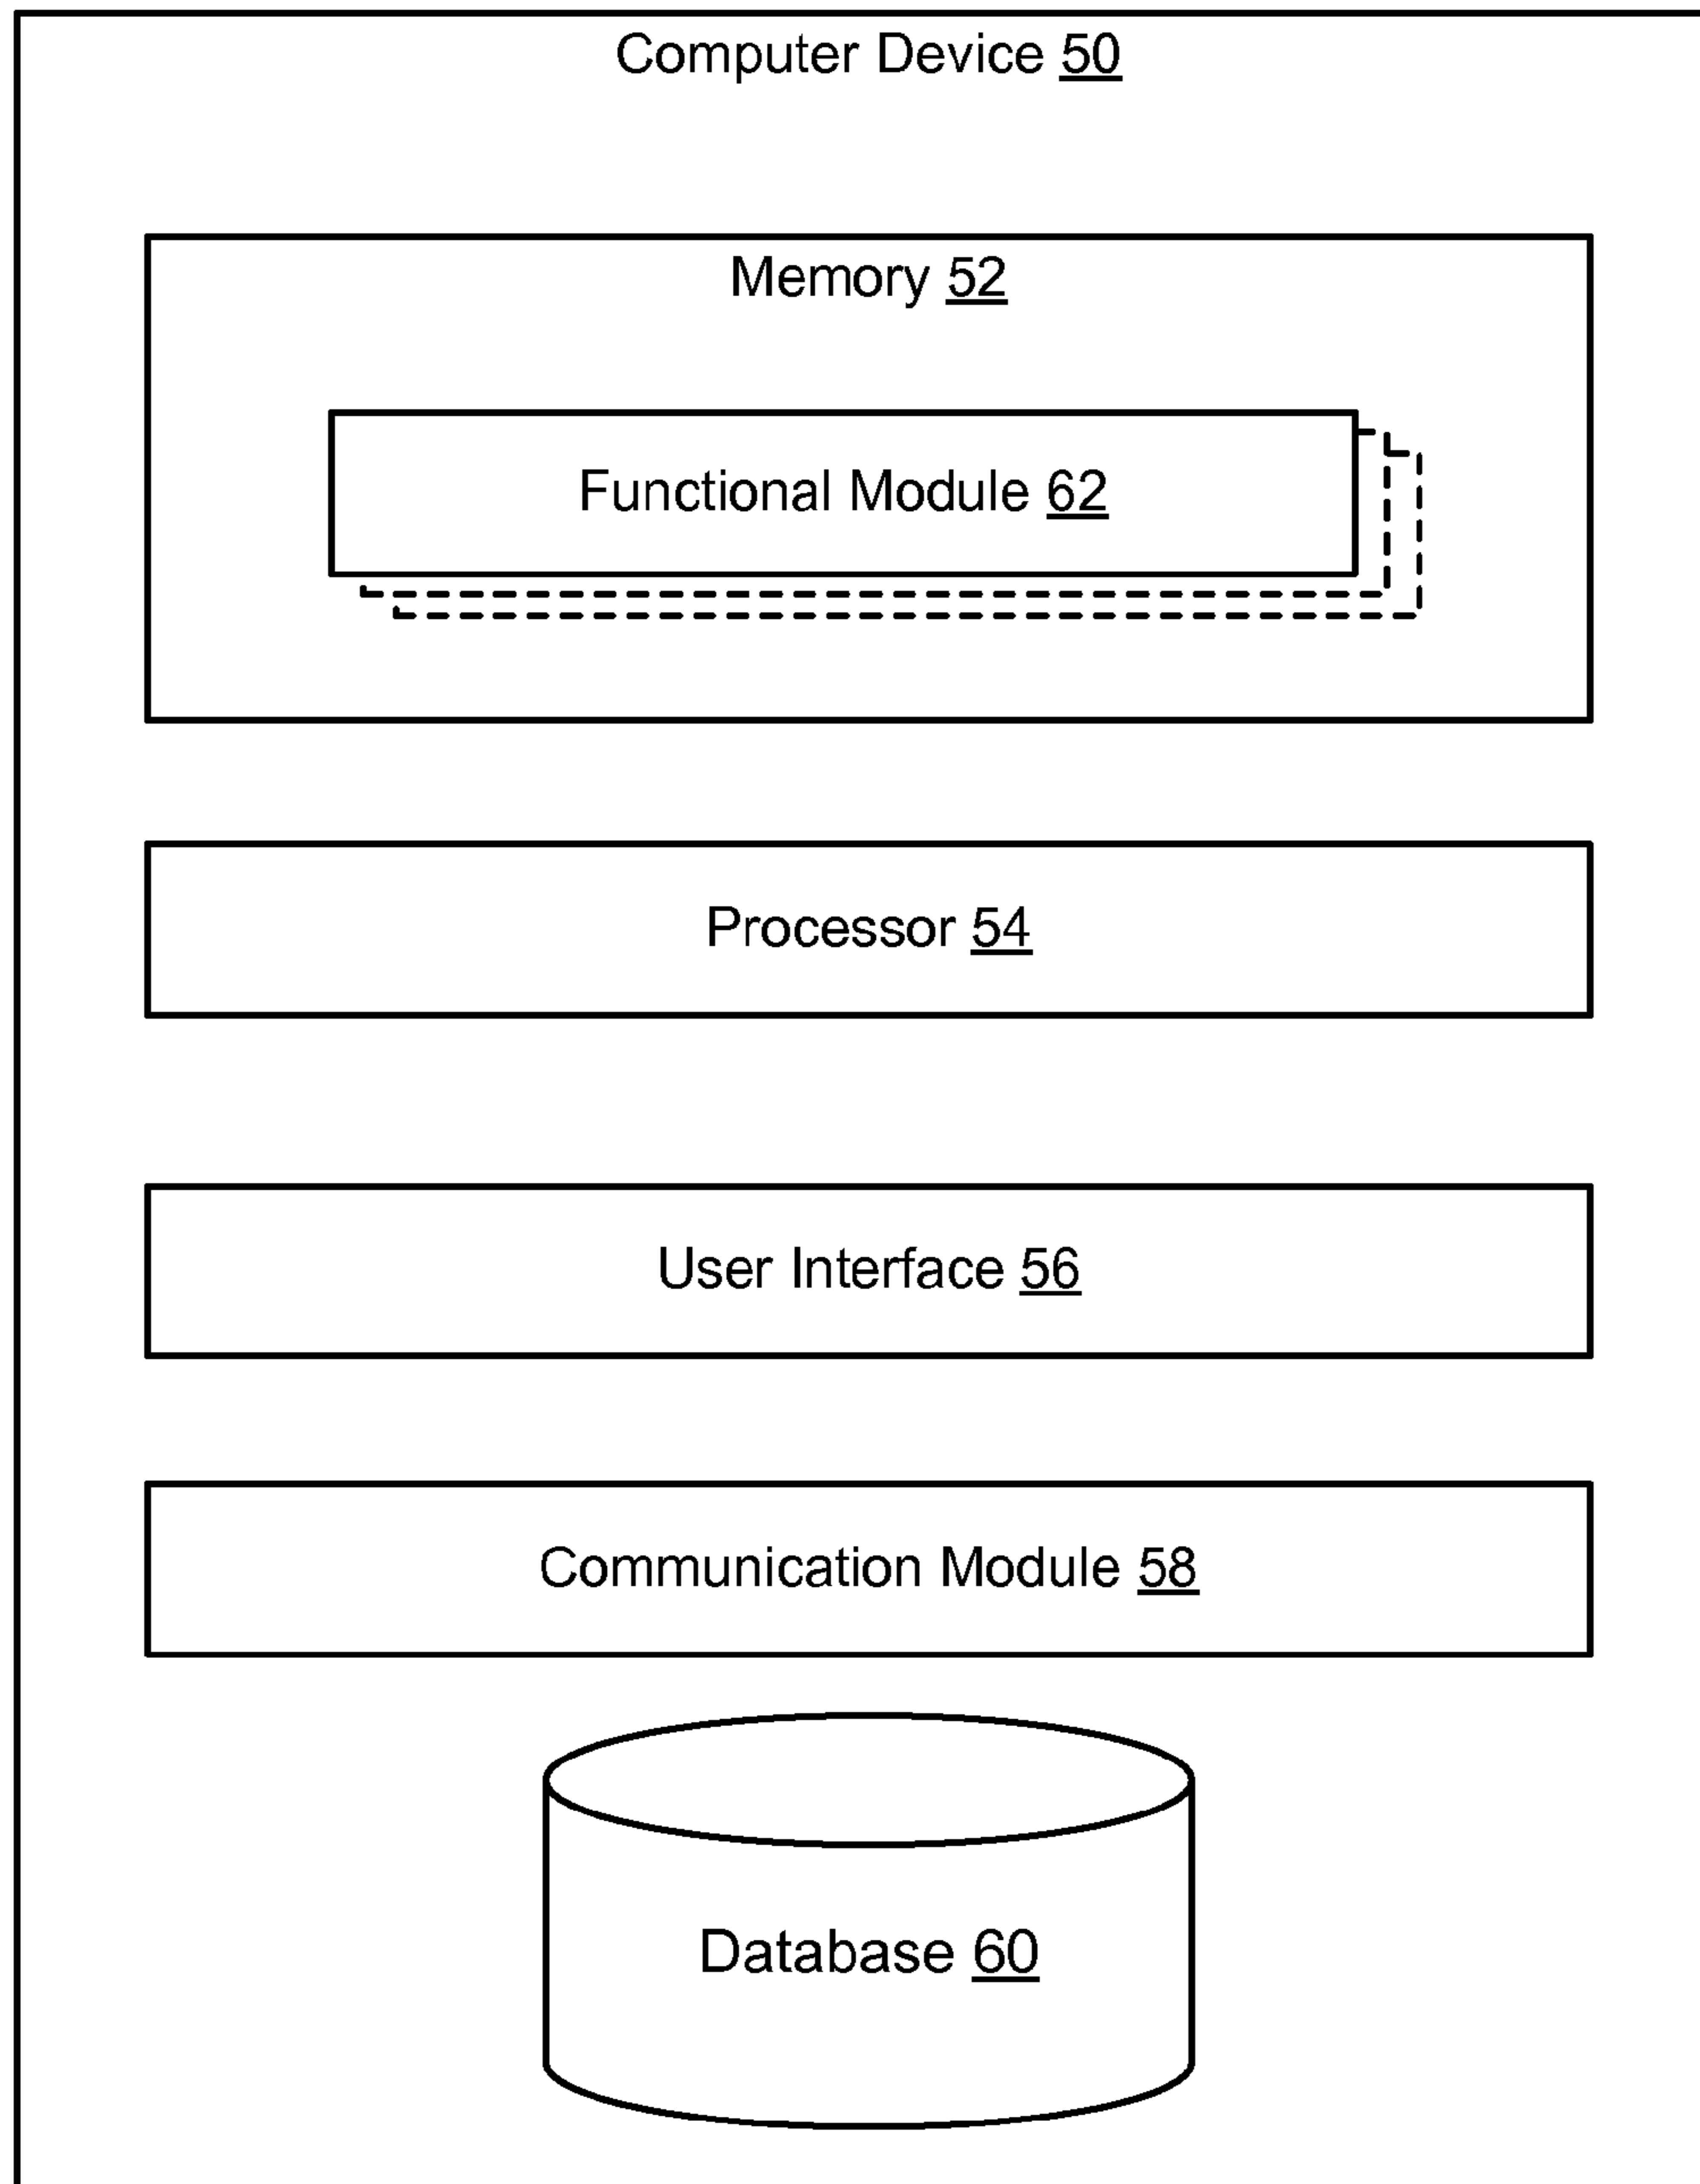 Computer Device 50
Memory 52
Functional Module 62
Processor 54
User Interface 56
Communication Module 58
Database 60